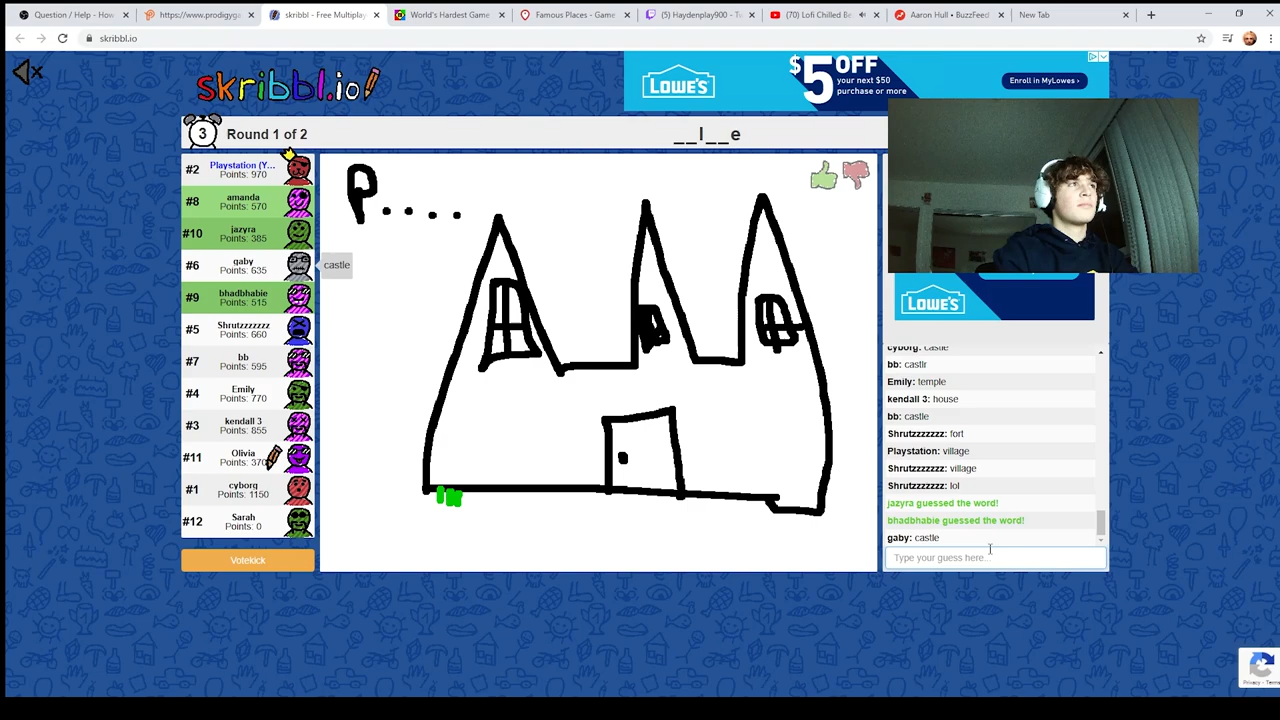 Question / Help - How
https://www.prodigyga
skribbl - Free Multiplay
World's Hardest Game
Famous Places - Game
(5) Haydenplay900 - Tw
(70) Lofi Chilled Be
Aaron Hull • BuzzFeed
New Tab
skribbl.io
skribbl.io
LOWE'S
$5 OFF
your next $50
purchase or more
Enroll in MyLowes ›
3
Round 1 of 2
__l__e
#2
Playstation (Y...
Points: 970
#8
amanda
Points: 570
#10
jazyra
Points: 385
#6
gaby
Points: 635
castle
#9
bhadbhabie
Points: 515
#5
Shrutzzzzzzz
Points: 660
#7
bb
Points: 595
#4
Emily
Points: 770
#3
kendall 3
Points: 855
#11
Olivia
Points: 370
#1
cyborg
Points: 1150
#12
Sarah
Points: 0
Votekick
P....
LOWE'S
cyborg: castle
bb: castlr
Emily: temple
kendall 3: house
bb: castle
Shrutzzzzzzz: fort
Playstation: village
Shrutzzzzzzz: village
Shrutzzzzzzz: lol
jazyra guessed the word!
bhadbhabie guessed the word!
gaby: castle
Type your guess here...
Privacy - Terms